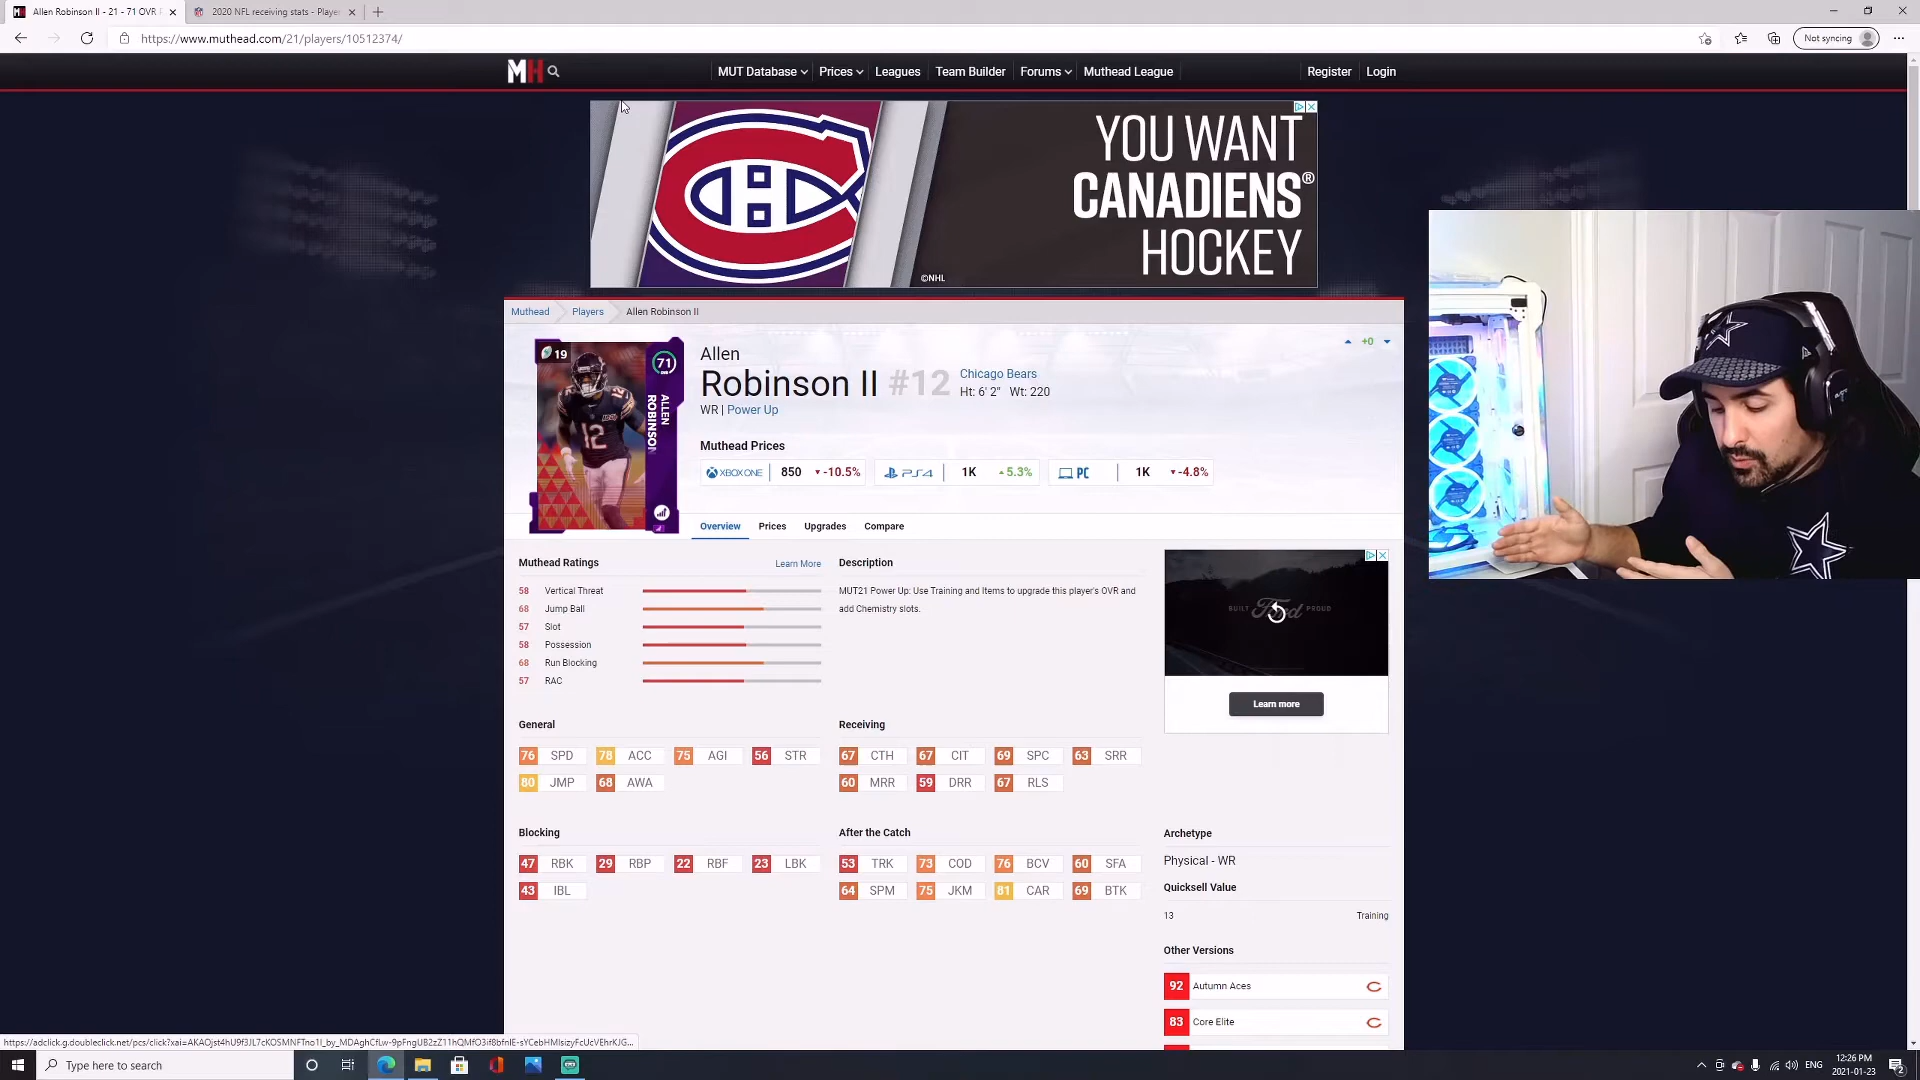 Allen Robinson II - 21 - 71 OVR
2020 NFL receiving stats - Player
https://www.muthead.com/21/players/10512374/
Not syncing
MH
MUT Database
Prices
Leagues
Team Builder
Forums
Muthead League
Register
Login
YOU WANT
CANADIENS®
HOCKEY
©NHL
Muthead
Players
Allen Robinson II
19
71
OVR
ALLEN
ROBINSON
12
Allen
Robinson II #12
Chicago Bears
Ht: 6' 2" Wt: 220
WR | Power Up
+0
Muthead Prices
XBOX ONE 850 -10.5%
PS4 1K 5.3%
PC 1K -4.8%
Overview
Prices
Upgrades
Compare
Muthead Ratings
Learn More
58 Vertical Threat
68 Jump Ball
57 Slot
58 Possession
68 Run Blocking
57 RAC
Description
MUT21 Power Up: Use Training and Items to upgrade this player's OVR and
add Chemistry slots.
BUILT Ford PROUD
Learn more
General
76 SPD 78 ACC 75 AGI 56 STR
80 JMP 68 AWA
Receiving
67 CTH 67 CIT 69 SPC 63 SRR
60 MRR 59 DRR 67 RLS
Blocking
47 RBK 29 RBP 22 RBF 23 LBK
43 IBL
After the Catch
53 TRK 73 COD 76 BCV 60 SFA
64 SPM 75 JKM 81 CAR 69 BTK
Archetype
Physical - WR
Quicksell Value
13 Training
Other Versions
92 Autumn Aces
83 Core Elite
Type here to search
ENG
12:26 PM
2021-01-23
2